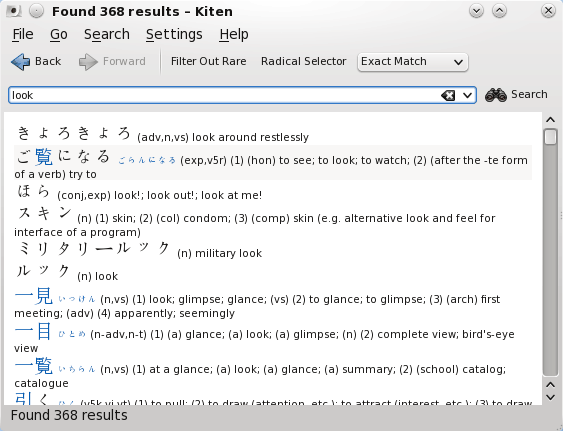 Found 368 results – Kiten
File Go Search Settings Help
Back Forward Filter Out Rare Radical Selector Exact Match
look Search
きょろきょろ (adv,n,vs) look around restlessly
ご覧になる ごらんになる (exp,v5r) (1) (hon) to see; to look; to watch; (2) (after the -te form
of a verb) try to
ほら (conj,exp) look!; look out!; look at me!
スキン (n) (1) skin; (2) (col) condom; (3) (comp) skin (e.g. alternative look and feel for
interface of a program)
ミリタリールック (n) military look
ルック (n) look
一見 いっけん (n,vs) (1) look; glimpse; glance; (vs) (2) to glance; to glimpse; (3) (arch) first
meeting; (adv) (4) apparently; seemingly
一目 ひとめ (n-adv,n-t) (1) (a) glance; (a) look; (a) glimpse; (n) (2) complete view; bird's-eye
view
一覧 いちらん (n,vs) (1) at a glance; (a) look; (a) glance; (a) summary; (2) (school) catalog;
catalogue
引く ひく (v5k,vi,vt) (1) to pull; (2) to draw (attention, etc.); to attract (interest, etc.); (3) to draw
Found 368 results